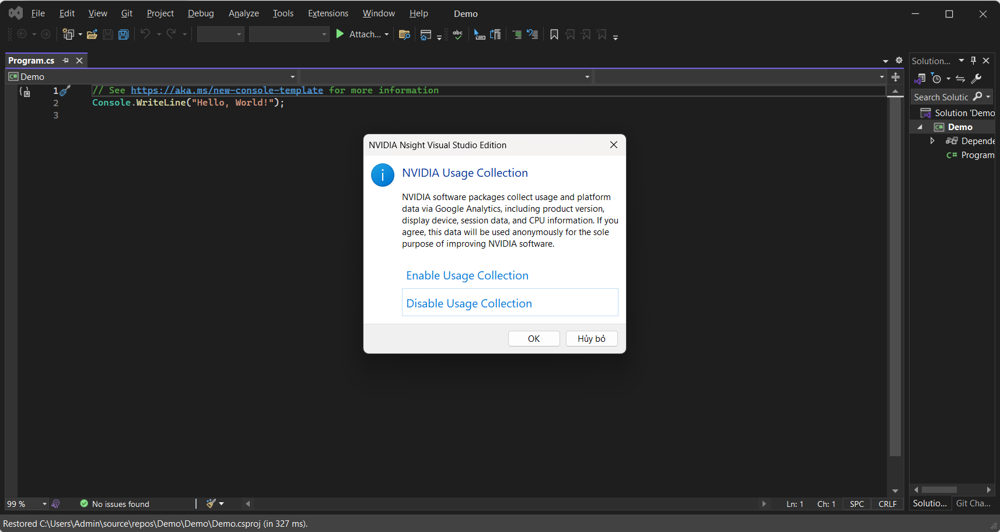 File Edit View Git Project Debug Analyze Tools Extensions Window Help Demo
Attach...
abc
Program.cs
Solution...
C# Demo
Search Solutic
1 // See https://aka.ms/new-console-template for more information
2 Console.WriteLine("Hello, World!");
3
Solution 'Demo
C# Demo
Depende
C# Program
NVIDIA Nsight Visual Studio Edition
NVIDIA Usage Collection
NVIDIA software packages collect usage and platform
data via Google Analytics, including product version,
display device, session data, and CPU information. If you
agree, this data will be used anonymously for the sole
purpose of improving NVIDIA software.
Enable Usage Collection
Disable Usage Collection
OK Hủy bỏ
99 % No issues found Ln: 1 Ch: 1 SPC CRLF
Solutio... Git Cha...
Restored C:\Users\Admin\source\repos\Demo\Demo\Demo.csproj (in 327 ms).